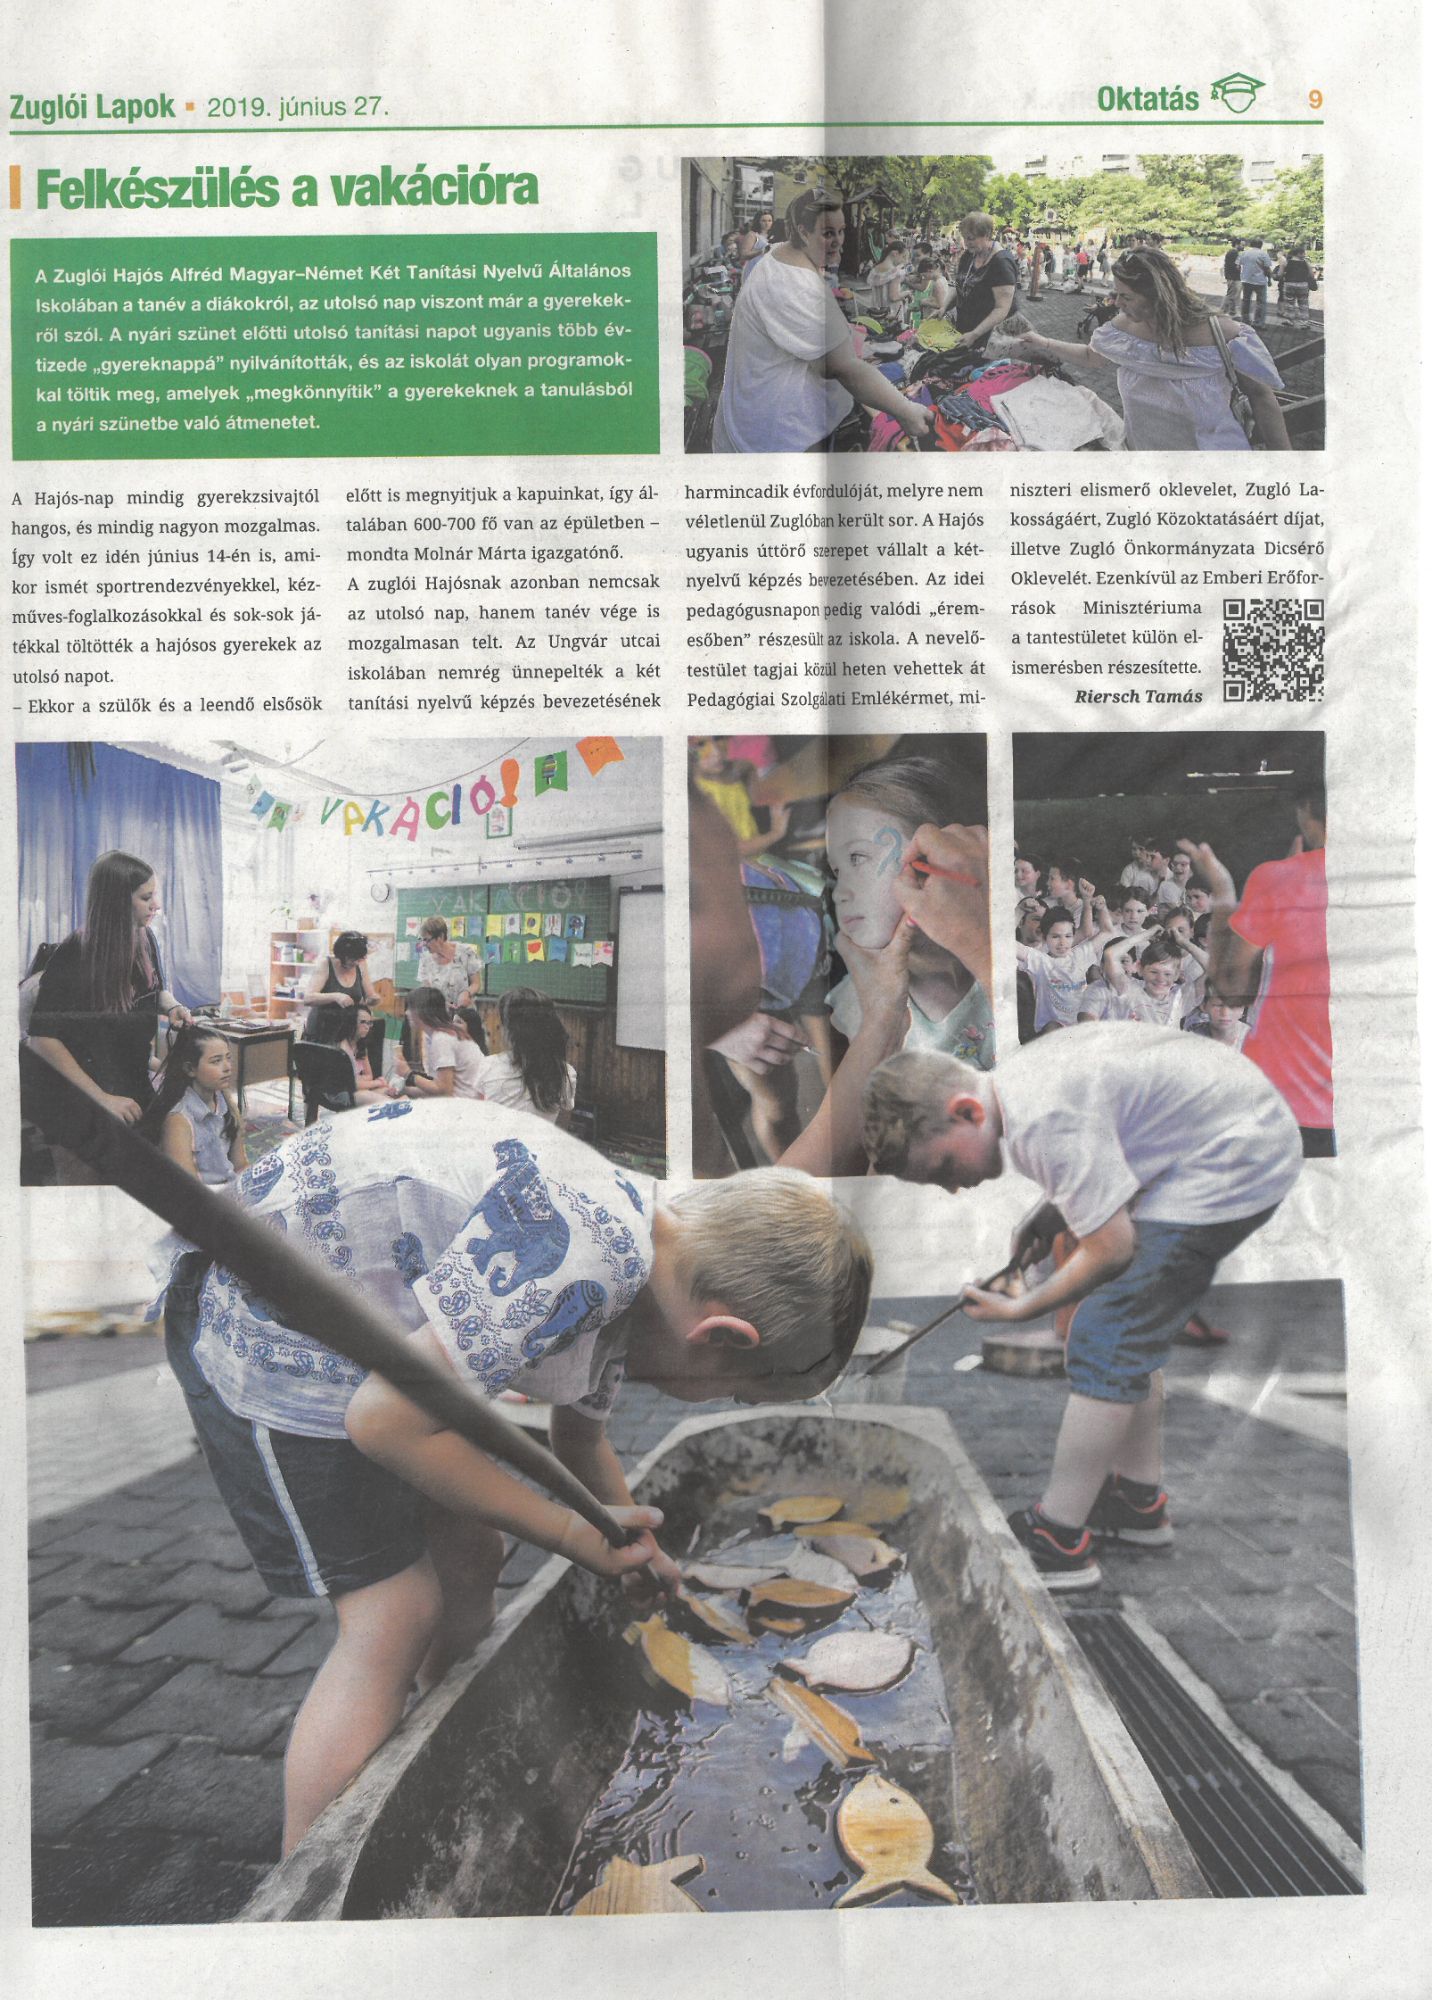 Zuglói Lapok ▪ 2019. június 27.
Oktatás 9
Felkészülés a vakációra
A Zuglói Hajós Alfréd Magyar–Német Két Tanítási Nyelvű Általános
Iskolában a tanév a diákokról, az utolsó nap viszont már a gyerekek-
ről szól. A nyári szünet előtti utolsó tanítási napot ugyanis több év-
tizede „gyereknappá” nyilvánították, és az iskolát olyan programok-
kal töltik meg, amelyek „megkönnyítik” a gyerekeknek a tanulásból
a nyári szünetbe való átmenetet.
A Hajós-nap mindig gyerekzsivajtól
hangos, és mindig nagyon mozgalmas.
Így volt ez idén június 14-én is, ami-
kor ismét sportrendezvényekkel, kéz-
műves-foglalkozásokkal és sok-sok já-
tékkal töltötték a hajósos gyerekek az
utolsó napot.
– Ekkor a szülők és a leendő elsősök
előtt is megnyitjuk a kapuinkat, így ál-
talában 600-700 fő van az épületben –
mondta Molnár Márta igazgatónő.
A zuglói Hajósnak azonban nemcsak
az utolsó nap, hanem tanév vége is
mozgalmasan telt. Az Ungvár utcai
iskolában nemrég ünnepelték a két
tanítási nyelvű képzés bevezetésének
harmincadik évfordulóját, melyre nem
véletlenül Zuglóban került sor. A Hajós
ugyanis úttörő szerepet vállalt a két-
nyelvű képzés bevezetésében. Az idei
pedagógusnapon pedig valódi „érem-
esőben” részesült az iskola. A nevelő-
testület tagjai közül heten vehettek át
Pedagógiai Szolgálati Emlékérmet, mi-
niszteri elismerő oklevelet, Zugló La-
kosságáért, Zugló Közoktatásáért díjat,
illetve Zugló Önkormányzata Dicsérő
Oklevelét. Ezenkívül az Emberi Erőfor-
rások Minisztériuma
a tantestületet külön el-
ismerésben részesítette.
Riersch Tamás
VAKÁCIÓ!
VAKÁCIÓ!